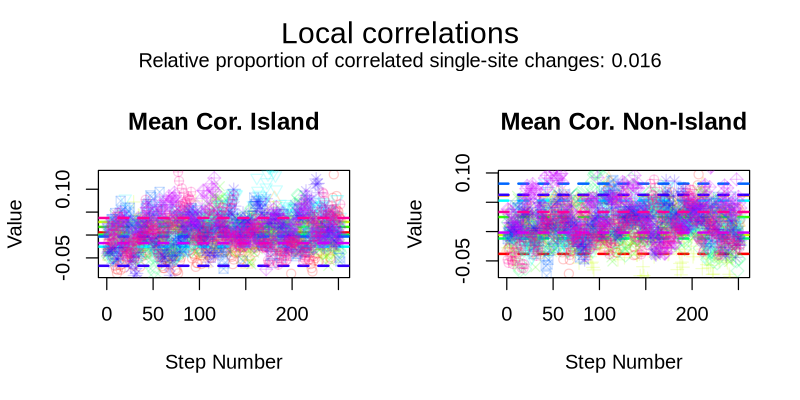 Local correlations
Relative proportion of correlated single-site changes: 0.016
Mean Cor. Island
Value
0.10
-0.05
0 50 100 200
Step Number
Mean Cor. Non-Island
Value
0.10
-0.05
0 50 100 200
Step Number